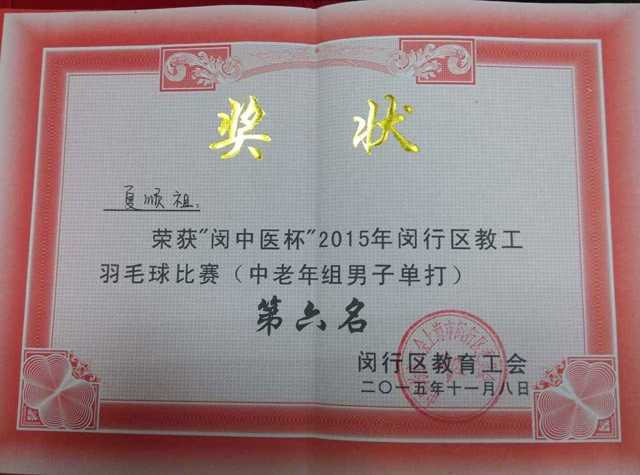 奖状
夏顺祖:
荣获"闵中医杯"2015年闵行区教工
羽毛球比赛（中老年组男子单打）
第六名
闵行区教育工会
二〇一五年十一月八日